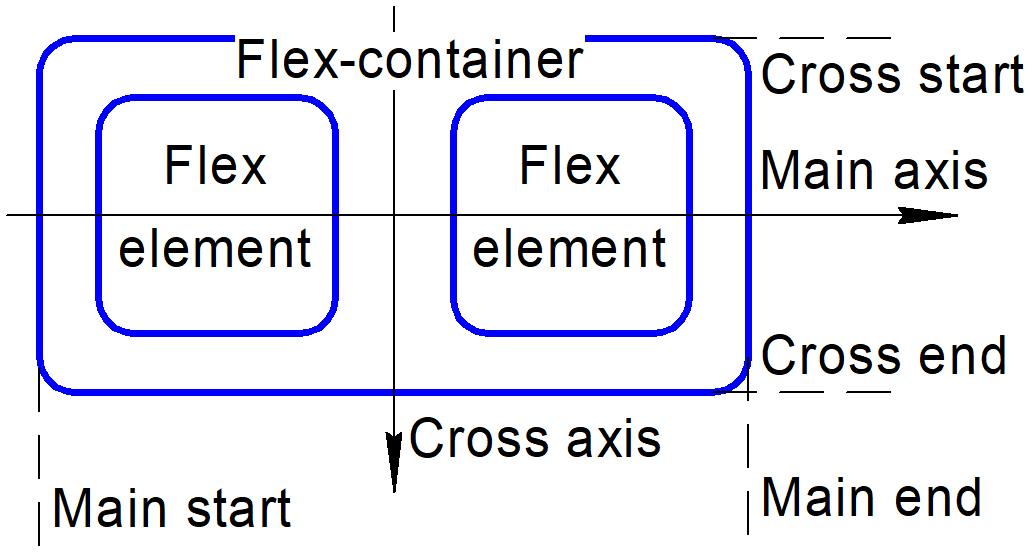 Flex-container
Cross start
Flex
Flex
Main axis
element
element
Cross end
Cross axis
Main start
Main end